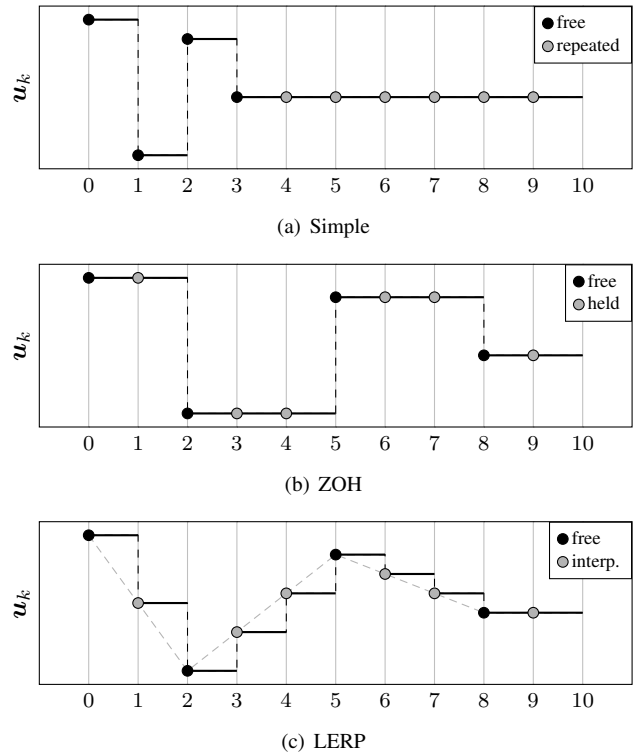 free
repeated
u_k
0 1 2 3 4 5 6 7 8 9 10
(a) Simple
free
held
u_k
0 1 2 3 4 5 6 7 8 9 10
(b) ZOH
free
interp.
u_k
0 1 2 3 4 5 6 7 8 9 10
(c) LERP